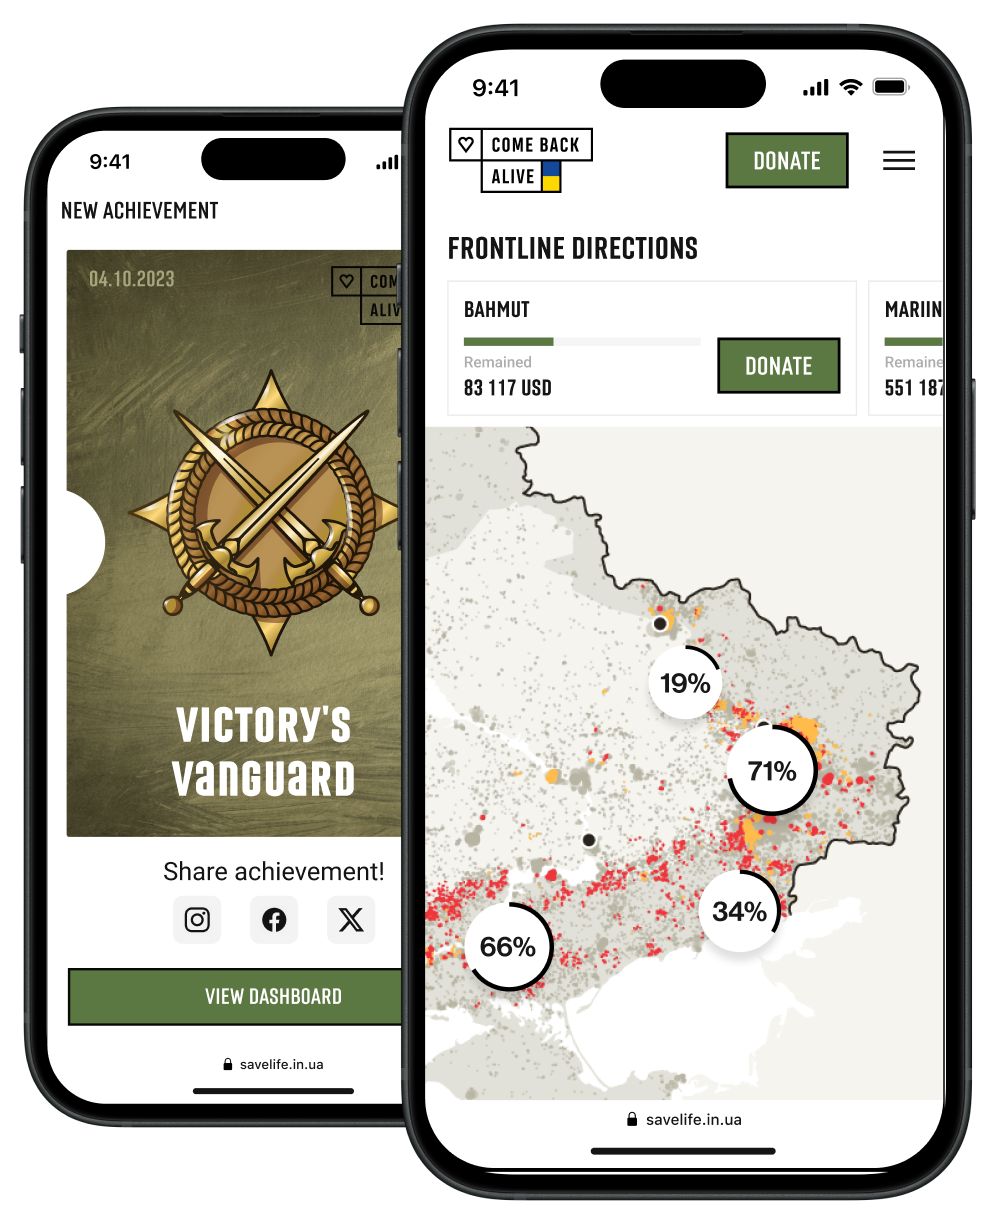 9:41
NEW ACHIEVEMENT
04.10.2023
VICTORY'S
VANGUARD
Share achievement!
VIEW DASHBOARD
savelife.in.ua
9:41
COME BACK
ALIVE
DONATE
FRONTLINE DIRECTIONS
BAHMUT
Remained
83 117 USD
DONATE
MARIIN
Remaine
551 187
19%
71%
34%
66%
savelife.in.ua